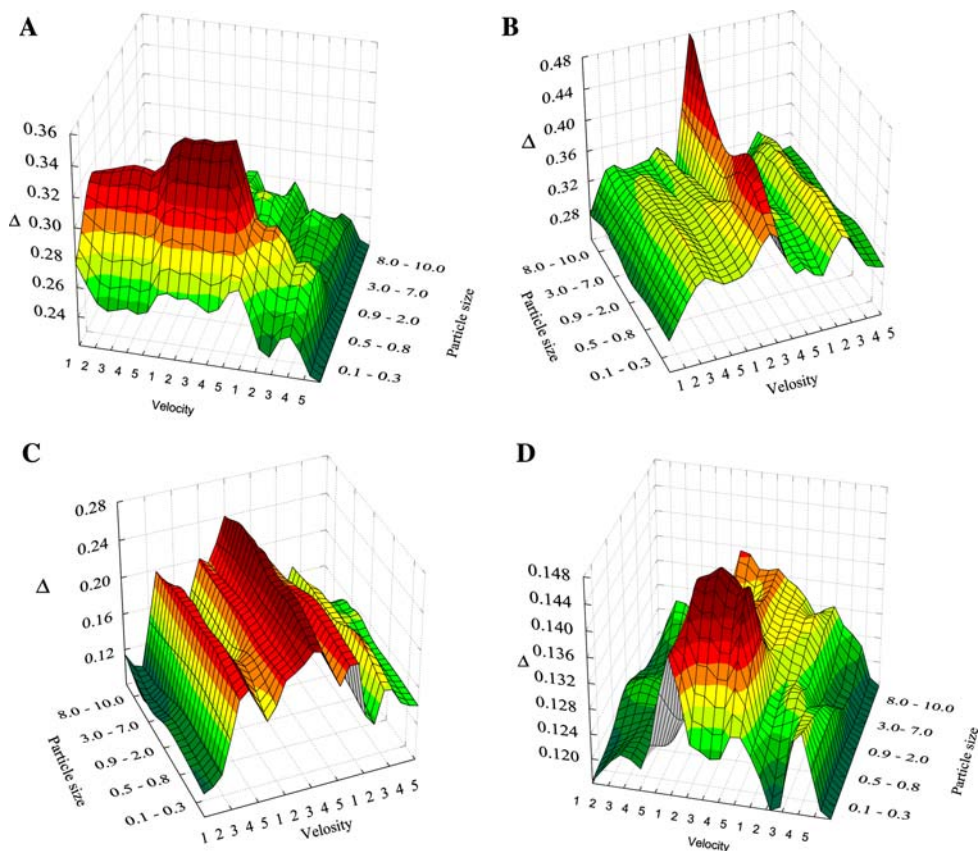 A
0.36
0.34
0.32
Δ 0.30
0.28
0.26
0.24
1 2 3 4 5 1 2 3 4 5 1 2 3 4 5
Velocity
8.0 - 10.0
3.0 - 7.0
0.9 - 2.0
0.5 - 0.8
0.1 - 0.3
Particle size
B
0.48
0.44
0.40
Δ
0.36
0.32
0.28
8.0 - 10.0
3.0 - 7.0
0.9 - 2.0
0.5 - 0.8
0.1 - 0.3
Particle size
1 2 3 4 5 1 2 3 4 5 1 2 3 4 5
Velosity
C
0.28
0.24
Δ
0.20
0.16
0.12
8.0 - 10.0
3.0 - 7.0
0.9 - 2.0
0.5 - 0.8
0.1 - 0.3
Particle size
1 2 3 4 5 1 2 3 4 5 1 2 3 4 5
Velosity
D
0.148
0.144
0.140
0.136
Δ
0.132
0.128
0.124
0.120
1 2 3 4 5 1 2 3 4 5 1 2 3 4 5
Velocity
8.0 - 10.0
3.0- 7.0
0.9 - 2.0
0.5 - 0.8
0.1 - 0.3
Particle size